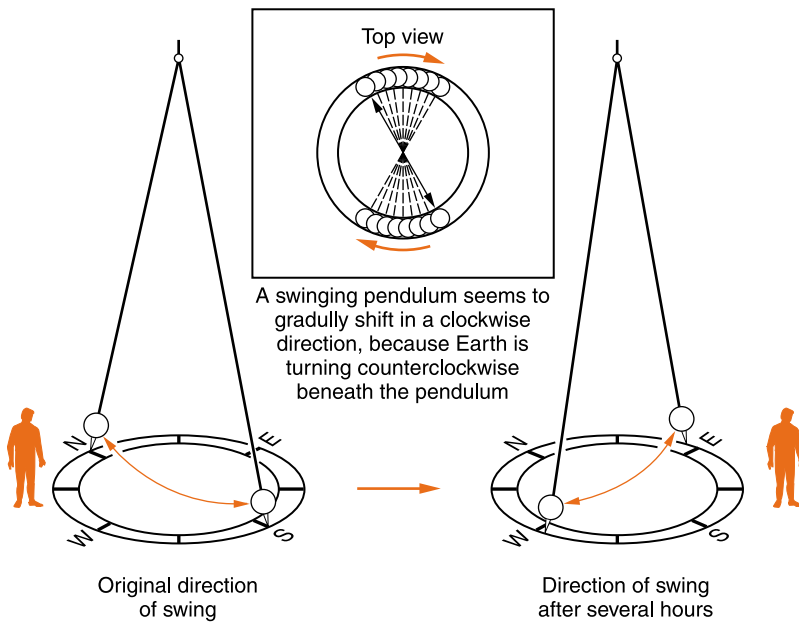 Top view
A swinging pendulum seems to
gradully shift in a clockwise
direction, because Earth is
turning counterclockwise
beneath the pendulum
N
E
W
S
N
E
W
S
Original direction
of swing
Direction of swing
after several hours